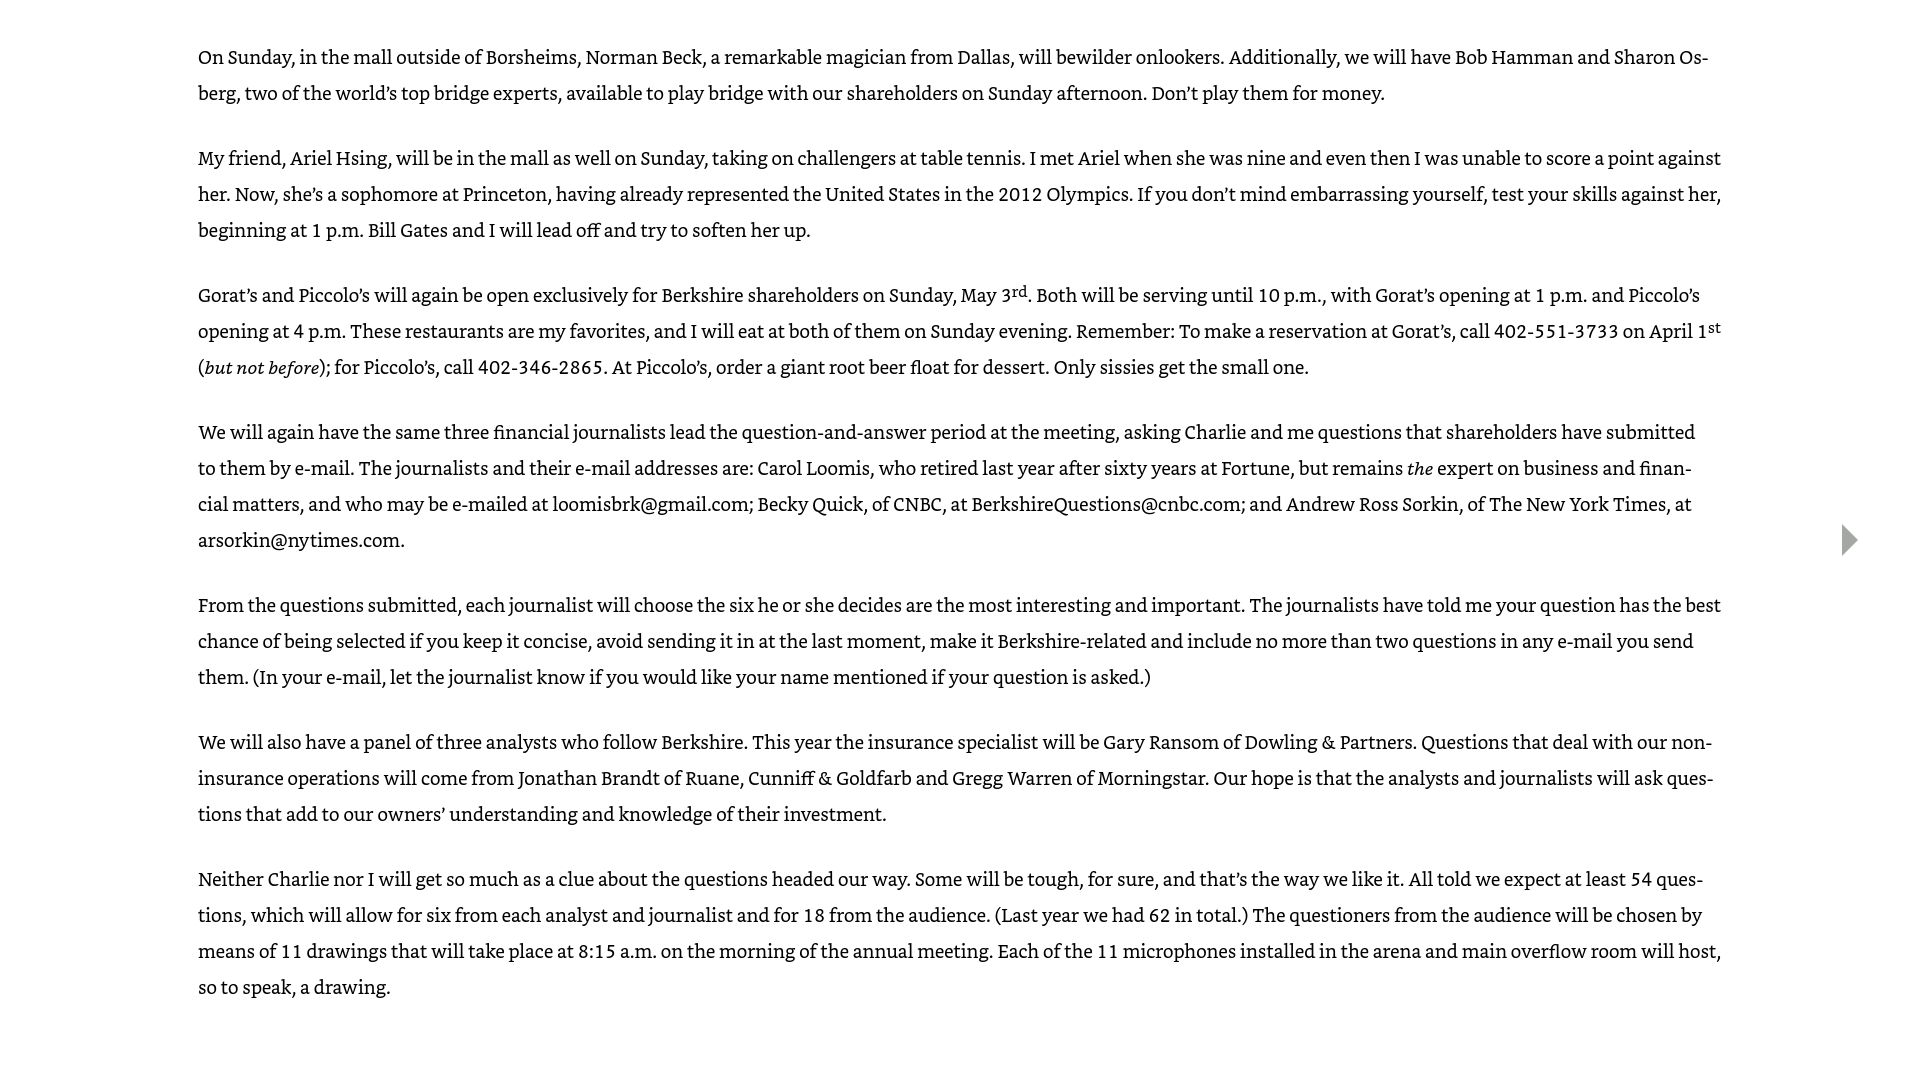 On Sunday, in the mall outside of Borsheims, Norman Beck, a remarkable magician from Dallas, will bewilder onlookers. Additionally, we will have Bob Hamman and Sharon Os-
berg, two of the world’s top bridge experts, available to play bridge with our shareholders on Sunday afternoon. Don’t play them for money.
My friend, Ariel Hsing, will be in the mall as well on Sunday, taking on challengers at table tennis. I met Ariel when she was nine and even then I was unable to score a point against
her. Now, she’s a sophomore at Princeton, having already represented the United States in the 2012 Olympics. If you don’t mind embarrassing yourself, test your skills against her,
beginning at 1 p.m. Bill Gates and I will lead off and try to soften her up.
Gorat’s and Piccolo’s will again be open exclusively for Berkshire shareholders on Sunday, May 3rd. Both will be serving until 10 p.m., with Gorat’s opening at 1 p.m. and Piccolo’s
opening at 4 p.m. These restaurants are my favorites, and I will eat at both of them on Sunday evening. Remember: To make a reservation at Gorat’s, call 402-551-3733 on April 1st
(but not before); for Piccolo’s, call 402-346-2865. At Piccolo’s, order a giant root beer float for dessert. Only sissies get the small one.
We will again have the same three financial journalists lead the question-and-answer period at the meeting, asking Charlie and me questions that shareholders have submitted
to them by e-mail. The journalists and their e-mail addresses are: Carol Loomis, who retired last year after sixty years at Fortune, but remains the expert on business and finan-
cial matters, and who may be e-mailed at loomisbrk@gmail.com; Becky Quick, of CNBC, at BerkshireQuestions@cnbc.com; and Andrew Ross Sorkin, of The New York Times, at
arsorkin@nytimes.com.
From the questions submitted, each journalist will choose the six he or she decides are the most interesting and important. The journalists have told me your question has the best
chance of being selected if you keep it concise, avoid sending it in at the last moment, make it Berkshire-related and include no more than two questions in any e-mail you send
them. (In your e-mail, let the journalist know if you would like your name mentioned if your question is asked.)
We will also have a panel of three analysts who follow Berkshire. This year the insurance specialist will be Gary Ransom of Dowling & Partners. Questions that deal with our non-
insurance operations will come from Jonathan Brandt of Ruane, Cunniff & Goldfarb and Gregg Warren of Morningstar. Our hope is that the analysts and journalists will ask ques-
tions that add to our owners’ understanding and knowledge of their investment.
Neither Charlie nor I will get so much as a clue about the questions headed our way. Some will be tough, for sure, and that’s the way we like it. All told we expect at least 54 ques-
tions, which will allow for six from each analyst and journalist and for 18 from the audience. (Last year we had 62 in total.) The questioners from the audience will be chosen by
means of 11 drawings that will take place at 8:15 a.m. on the morning of the annual meeting. Each of the 11 microphones installed in the arena and main overflow room will host,
so to speak, a drawing.